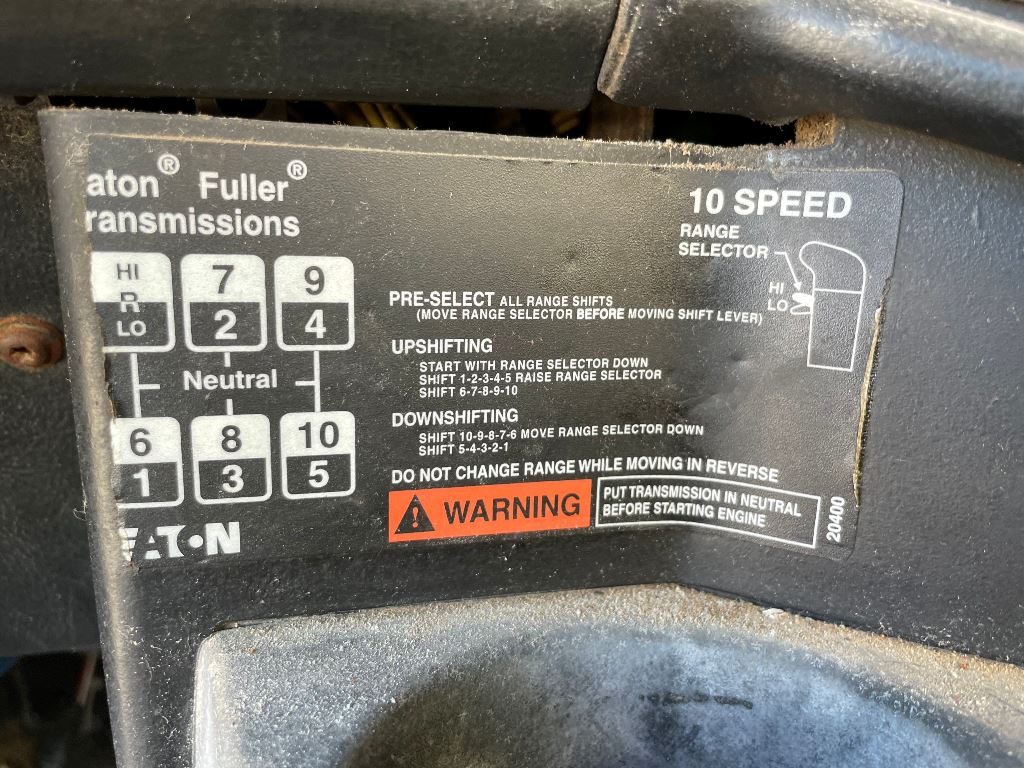 aton® Fuller®
ransmissions
10 SPEED
RANGE
SELECTOR
HI
LO
HI
R
LO
7
2
9
4
Neutral
6
1
8
3
10
5
PRE-SELECT ALL RANGE SHIFTS
(MOVE RANGE SELECTOR BEFORE MOVING SHIFT LEVER)
UPSHIFTING
START WITH RANGE SELECTOR DOWN
SHIFT 1-2-3-4-5 RAISE RANGE SELECTOR
SHIFT 6-7-8-9-10
DOWNSHIFTING
SHIFT 10-9-8-7-6 MOVE RANGE SELECTOR DOWN
SHIFT 5-4-3-2-1
DO NOT CHANGE RANGE WHILE MOVING IN REVERSE
WARNING
PUT TRANSMISSION IN NEUTRAL
BEFORE STARTING ENGINE
20400
EATON